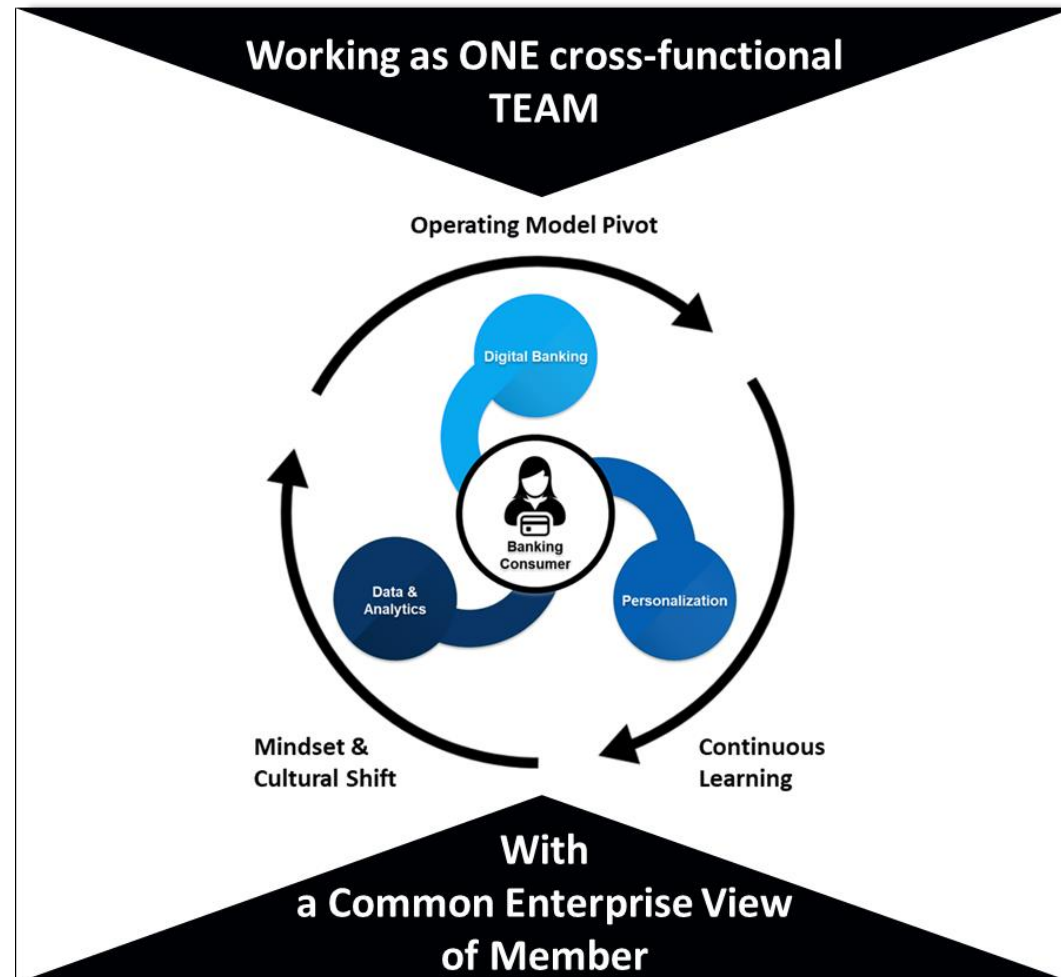 Working as ONE cross-functional
TEAM
Operating Model Pivot
Digital Banking
Banking
Consumer
Data &
Analytics
Personalization
Mindset &
Cultural Shift
Continuous
Learning
With
a Common Enterprise View
of Member